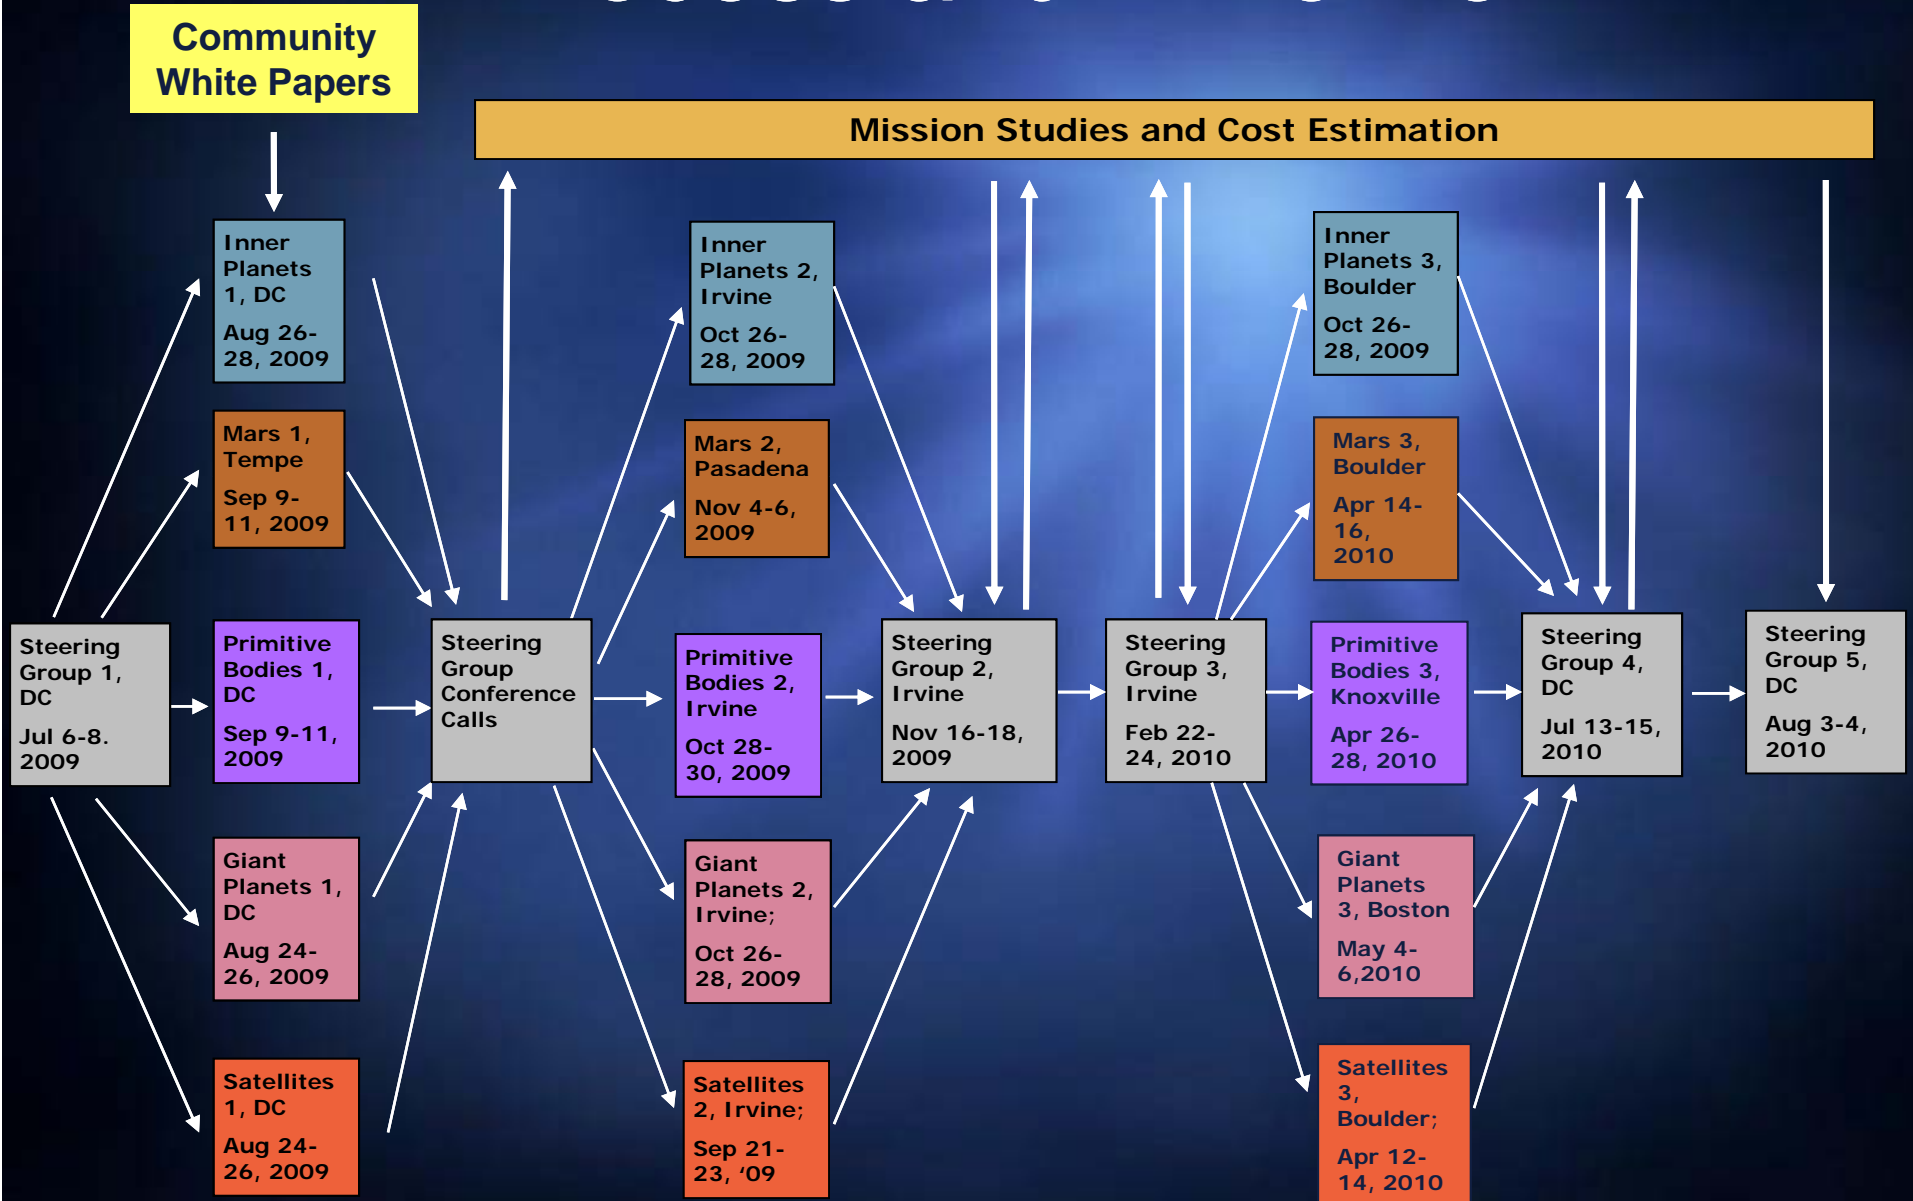 Community
White Papers
Mission Studies and Cost Estimation
Inner
Planets
1, DC
Aug 26-
28, 2009
Inner
Planets 2,
Irvine
Oct 26-
28, 2009
Inner
Planets 3,
Boulder
Oct 26-
28, 2009
Mars 1,
Tempe
Sep 9-
11, 2009
Mars 2,
Pasadena
Nov 4-6,
2009
Mars 3,
Boulder
Apr 14-
16,
2010
Steering
Group 1,
DC
Jul 6-8.
2009
Primitive
Bodies 1,
DC
Sep 9-11,
2009
Steering
Group
Conference
Calls
Primitive
Bodies 2,
Irvine
Oct 28-
30, 2009
Steering
Group 2,
Irvine
Nov 16-18,
2009
Steering
Group 3,
Irvine
Feb 22-
24, 2010
Primitive
Bodies 3,
Knoxville
Apr 26-
28, 2010
Steering
Group 4,
DC
Jul 13-15,
2010
Steering
Group 5,
DC
Aug 3-4,
2010
Giant
Planets 1,
DC
Aug 24-
26, 2009
Giant
Planets 2,
Irvine;
Oct 26-
28, 2009
Giant
Planets
3, Boston
May 4-
6,2010
Satellites
1, DC
Aug 24-
26, 2009
Satellites
2, Irvine;
Sep 21-
23, ‘09
Satellites
3,
Boulder;
Apr 12-
14, 2010